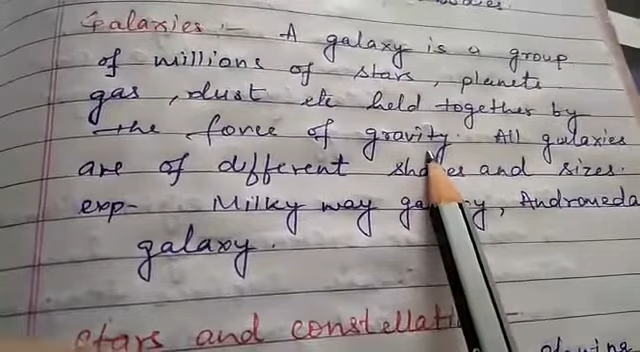 Galaxies :- A galaxy is a group
of millions of stars, planets
gas, dust etc held together by
the force of gravity. All galaxies
are of different shapes and sizes.
exp- Milky way galaxy, Andromeda
galaxy.
stars and